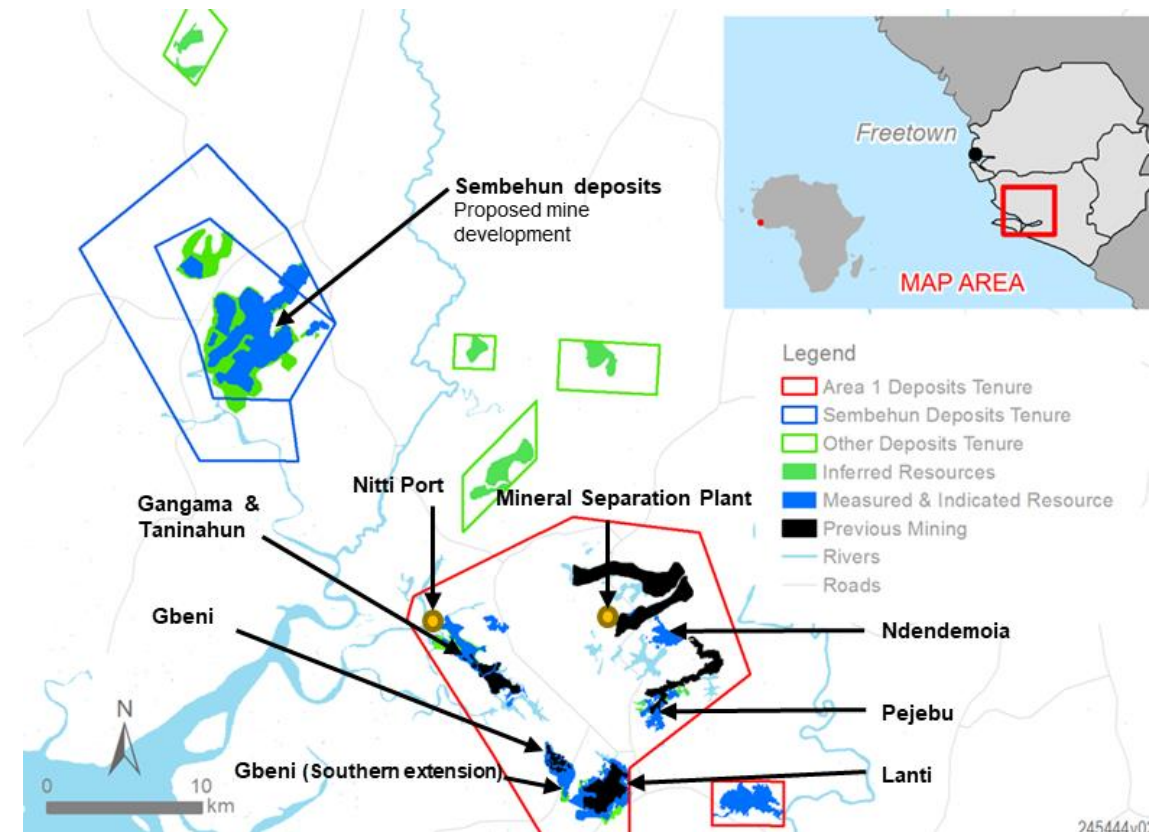 Freetown
MAP AREA
Sembehun deposits
Proposed mine
development
Legend
Area 1 Deposits Tenure
Sembehun Deposits Tenure
Other Deposits Tenure
Inferred Resources
Measured & Indicated Resource
Previous Mining
Rivers
Roads
Nitti Port
Mineral Separation Plant
Gangama &
Taninahun
Gbeni
Ndendemoia
Pejebu
Gbeni (Southern extension)
Lanti
N
0 10
km